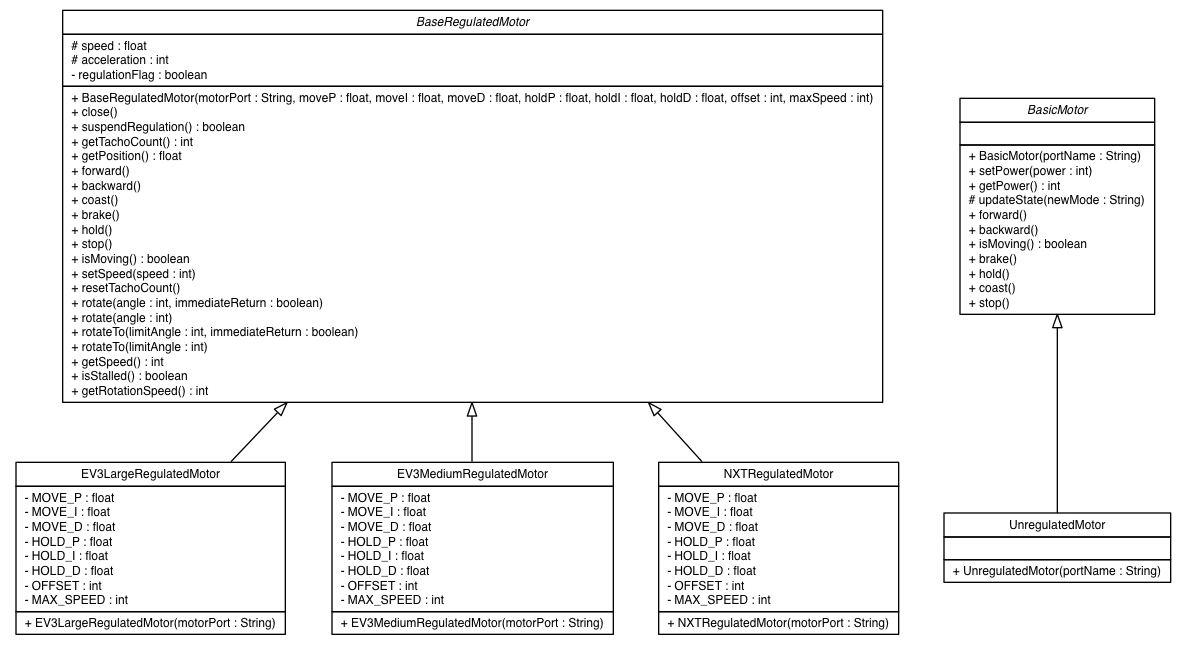 BaseRegulatedMotor
# speed : float
# acceleration : int
- regulationFlag : boolean
+ BaseRegulatedMotor(motorPort : String, moveP : float, moveI : float, moveD : float, holdP : float, holdI : float, holdD : float, offset : int, maxSpeed : int)
+ close()
+ suspendRegulation() : boolean
+ getTachoCount() : int
+ getPosition() : float
+ forward()
+ backward()
+ coast()
+ brake()
+ hold()
+ stop()
+ isMoving() : boolean
+ setSpeed(speed : int)
+ resetTachoCount()
+ rotate(angle : int, immediateReturn : boolean)
+ rotate(angle : int)
+ rotateTo(limitAngle : int, immediateReturn : boolean)
+ rotateTo(limitAngle : int)
+ getSpeed() : int
+ isStalled() : boolean
+ getRotationSpeed() : int
BasicMotor
+ BasicMotor(portName : String)
+ setPower(power : int)
+ getPower() : int
# updateState(newMode : String)
+ forward()
+ backward()
+ isMoving() : boolean
+ brake()
+ hold()
+ coast()
+ stop()
EV3LargeRegulatedMotor
- MOVE_P : float
- MOVE_I : float
- MOVE_D : float
- HOLD_P : float
- HOLD_I : float
- HOLD_D : float
- OFFSET : int
- MAX_SPEED : int
+ EV3LargeRegulatedMotor(motorPort : String)
EV3MediumRegulatedMotor
- MOVE_P : float
- MOVE_I : float
- MOVE_D : float
- HOLD_P : float
- HOLD_I : float
- HOLD_D : float
- OFFSET : int
- MAX_SPEED : int
+ EV3MediumRegulatedMotor(motorPort : String)
NXTRegulatedMotor
- MOVE_P : float
- MOVE_I : float
- MOVE_D : float
- HOLD_P : float
- HOLD_I : float
- HOLD_D : float
- OFFSET : int
- MAX_SPEED : int
+ NXTRegulatedMotor(motorPort : String)
UnregulatedMotor
+ UnregulatedMotor(portName : String)